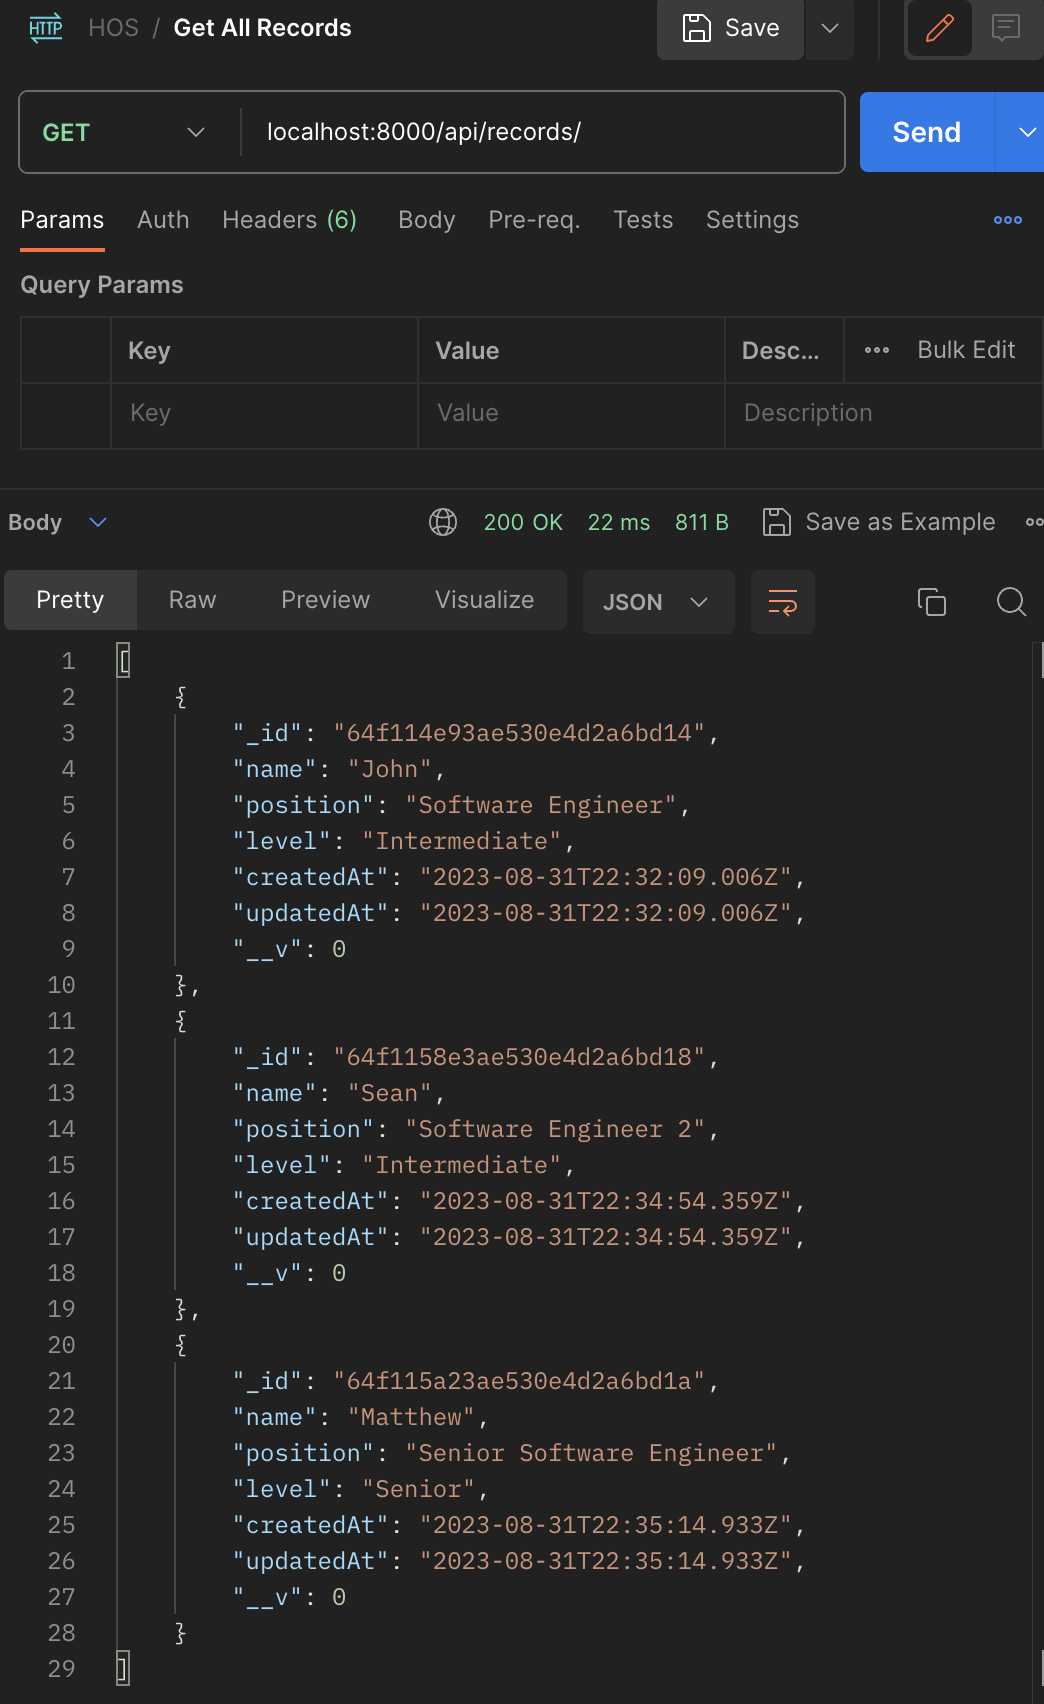 HTTP HOS / Get All Records Save
GET localhost:8000/api/records/ Send
Params Auth Headers (6) Body Pre-req. Tests Settings
Query Params
Key Value Desc... Bulk Edit
Key Value Description
Body 200 OK 22 ms 811 B Save as Example
Pretty Raw Preview Visualize JSON
1 [
2 {
3 "_id": "64f114e93ae530e4d2a6bd14",
4 "name": "John",
5 "position": "Software Engineer",
6 "level": "Intermediate",
7 "createdAt": "2023-08-31T22:32:09.006Z",
8 "updatedAt": "2023-08-31T22:32:09.006Z",
9 "__v": 0
10 },
11 {
12 "_id": "64f1158e3ae530e4d2a6bd18",
13 "name": "Sean",
14 "position": "Software Engineer 2",
15 "level": "Intermediate",
16 "createdAt": "2023-08-31T22:34:54.359Z",
17 "updatedAt": "2023-08-31T22:34:54.359Z",
18 "__v": 0
19 },
20 {
21 "_id": "64f115a23ae530e4d2a6bd1a",
22 "name": "Matthew",
23 "position": "Senior Software Engineer",
24 "level": "Senior",
25 "createdAt": "2023-08-31T22:35:14.933Z",
26 "updatedAt": "2023-08-31T22:35:14.933Z",
27 "__v": 0
28 }
29 ]